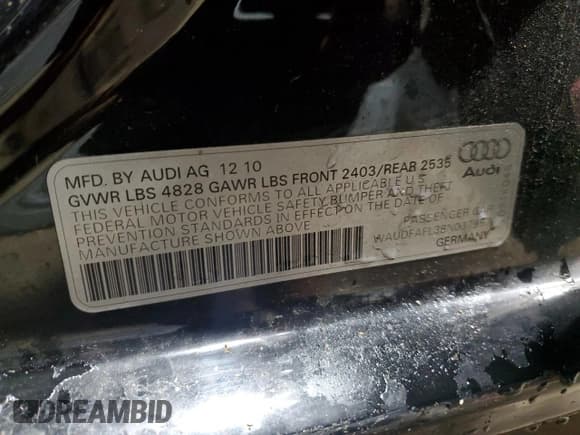 MFD. BY AUDI AG 12 10
GVWR LBS 4828 GAWR LBS FRONT 2403/REAR 2535
THIS VEHICLE CONFORMS TO ALL APPLICABLE U.S
FEDERAL MOTOR VEHICLE SAFETY, BUMPER AND THEFT
PREVENTION STANDARDS IN EFFECT ON THE DATE OF
MANUFACTURE SHOWN ABOVE
Audi
PASSENGER CAR
GERMANY
DREAMBID